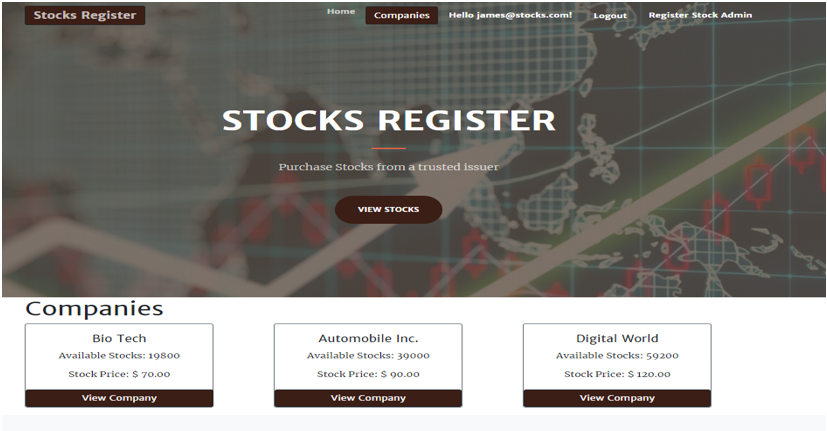 Stocks Register
Home Companies Hello james@stocks.com! Logout Register Stock Admin
STOCKS REGISTER
Purchase Stocks from a trusted issuer
VIEW STOCKS
Companies
Bio Tech
Available Stocks: 19800
Stock Price: $ 70.00
View Company
Automobile Inc.
Available Stocks: 39000
Stock Price: $ 90.00
View Company
Digital World
Available Stocks: 59200
Stock Price: $ 120.00
View Company